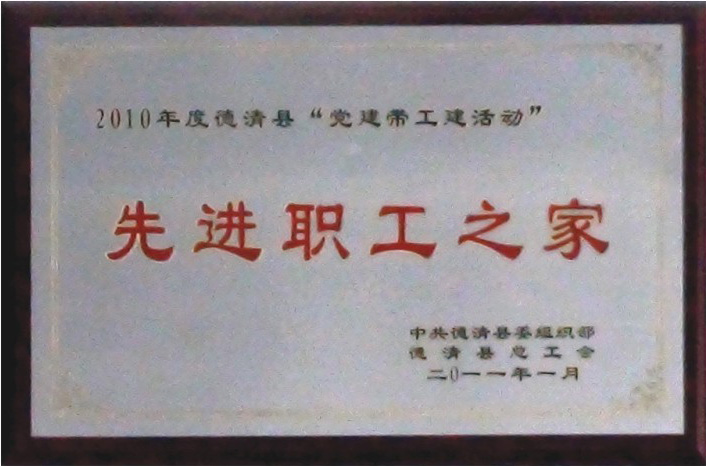 2010年度德清县“党建带工建活动”
先进职工之家
中共德清县委组织部
德清县总工会
二0一一年一月